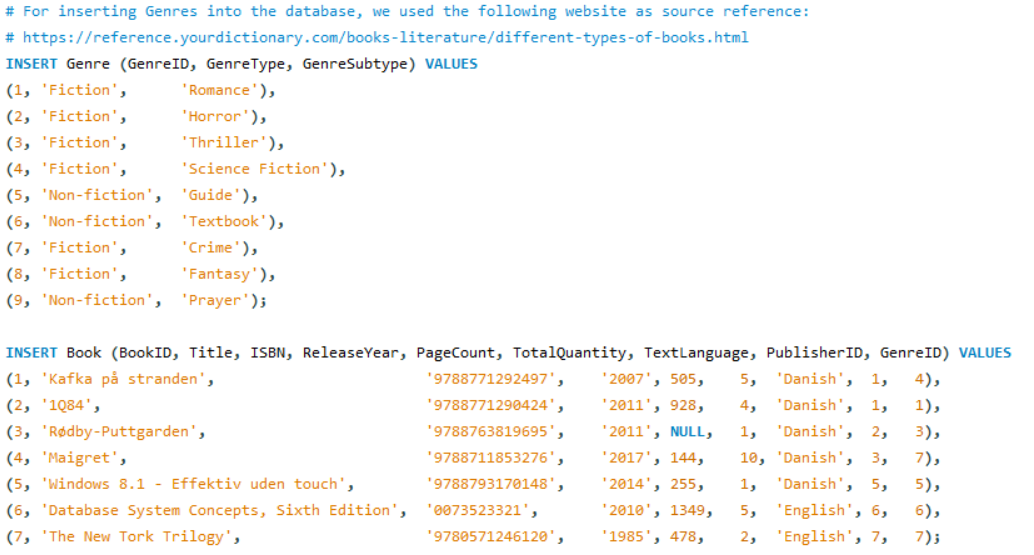 # For inserting Genres into the database, we used the following website as source reference:
# https://reference.yourdictionary.com/books-literature/different-types-of-books.html
INSERT Genre (GenreID, GenreType, GenreSubtype) VALUES
(1, 'Fiction', 'Romance'),
(2, 'Fiction', 'Horror'),
(3, 'Fiction', 'Thriller'),
(4, 'Fiction', 'Science Fiction'),
(5, 'Non-fiction', 'Guide'),
(6, 'Non-fiction', 'Textbook'),
(7, 'Fiction', 'Crime'),
(8, 'Fiction', 'Fantasy'),
(9, 'Non-fiction', 'Prayer');
INSERT Book (BookID, Title, ISBN, ReleaseYear, PageCount, TotalQuantity, TextLanguage, PublisherID, GenreID) VALUES
(1, 'Kafka på stranden', '9788771292497', '2007', 505, 5, 'Danish', 1, 4),
(2, '1Q84', '9788771290424', '2011', 928, 4, 'Danish', 1, 1),
(3, 'Rødby-Puttgarden', '9788763819695', '2011', NULL, 1, 'Danish', 2, 3),
(4, 'Maigret', '9788711853276', '2017', 144, 10, 'Danish', 3, 7),
(5, 'Windows 8.1 - Effektiv uden touch', '9788793170148', '2014', 255, 1, 'Danish', 5, 5),
(6, 'Database System Concepts, Sixth Edition', '0073523321', '2010', 1349, 5, 'English', 6, 6),
(7, 'The New Tork Trilogy', '9780571246120', '1985', 478, 2, 'English', 7, 7);